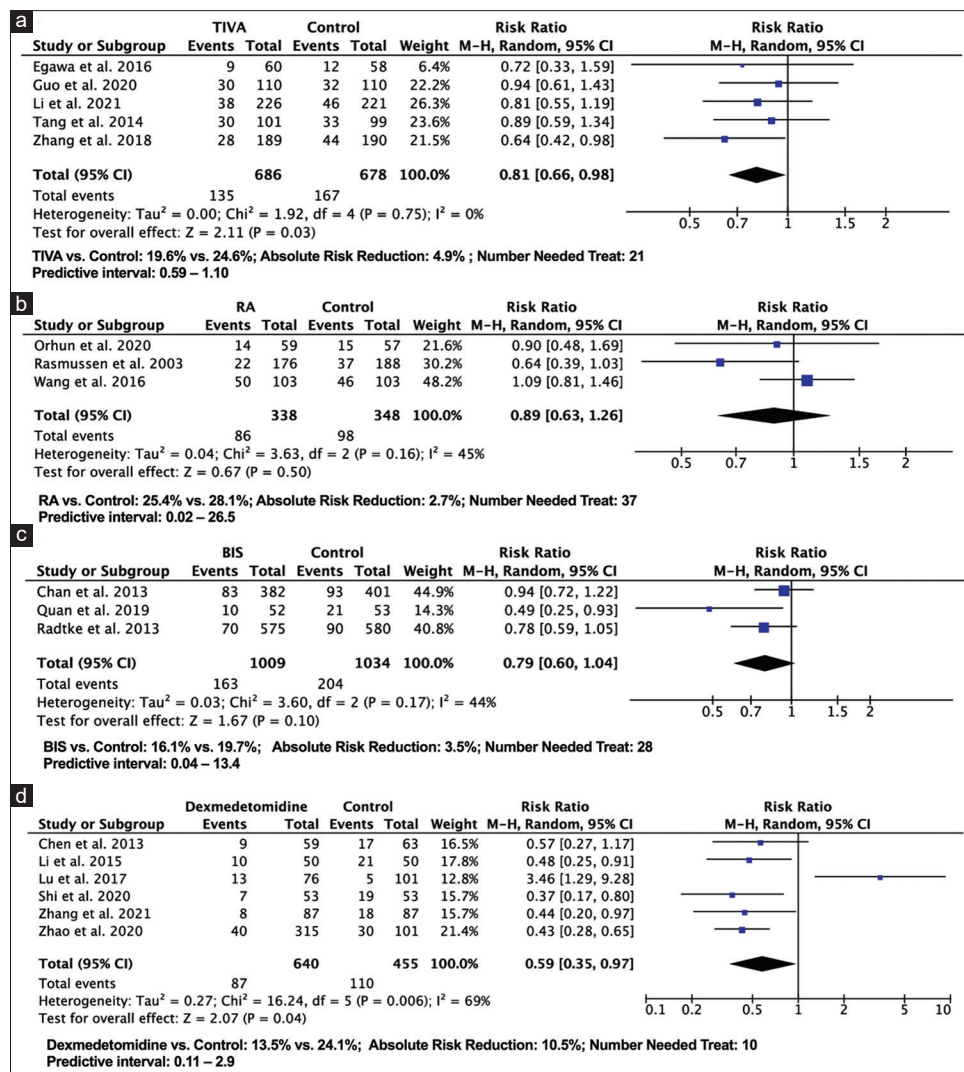 a
TIVA Control Risk Ratio Risk Ratio
Study or Subgroup Events Total Events Total Weight M-H, Random, 95% CI M-H, Random, 95% CI
Egawa et al. 2016 9 60 12 58 6.4% 0.72 [0.33, 1.59]
Guo et al. 2020 30 110 32 110 22.2% 0.94 [0.61, 1.43]
Li et al. 2021 38 226 46 221 26.3% 0.81 [0.55, 1.19]
Tang et al. 2014 30 101 33 99 23.6% 0.89 [0.59, 1.34]
Zhang et al. 2018 28 189 44 190 21.5% 0.64 [0.42, 0.98]
Total (95% CI) 686 678 100.0% 0.81 [0.66, 0.98]
Total events 135 167
Heterogeneity: Tau² = 0.00; Chi² = 1.92, df = 4 (P = 0.75); I² = 0%
Test for overall effect: Z = 2.11 (P = 0.03)
0.5 0.7 1 1.5 2
TIVA vs. Control: 19.6% vs. 24.6%; Absolute Risk Reduction: 4.9% ; Number Needed Treat: 21
Predictive interval: 0.59 – 1.10
b
RA Control Risk Ratio Risk Ratio
Study or Subgroup Events Total Events Total Weight M-H, Random, 95% CI M-H, Random, 95% CI
Orhun et al. 2020 14 59 15 57 21.6% 0.90 [0.48, 1.69]
Rasmussen et al. 2003 22 176 37 188 30.2% 0.64 [0.39, 1.03]
Wang et al. 2016 50 103 46 103 48.2% 1.09 [0.81, 1.46]
Total (95% CI) 338 348 100.0% 0.89 [0.63, 1.26]
Total events 86 98
Heterogeneity: Tau² = 0.04; Chi² = 3.63, df = 2 (P = 0.16); I² = 45%
Test for overall effect: Z = 0.67 (P = 0.50)
0.5 0.7 1 1.5 2
RA vs. Control: 25.4% vs. 28.1%; Absolute Risk Reduction: 2.7%; Number Needed Treat: 37
Predictive interval: 0.02 – 26.5
c
BIS Control Risk Ratio Risk Ratio
Study or Subgroup Events Total Events Total Weight M-H, Random, 95% CI M-H, Random, 95% CI
Chan et al. 2013 83 382 93 401 44.9% 0.94 [0.72, 1.22]
Quan et al. 2019 10 52 21 53 14.3% 0.49 [0.25, 0.93]
Radtke et al. 2013 70 575 90 580 40.8% 0.78 [0.59, 1.05]
Total (95% CI) 1009 1034 100.0% 0.79 [0.60, 1.04]
Total events 163 204
Heterogeneity: Tau² = 0.03; Chi² = 3.60, df = 2 (P = 0.17); I² = 44%
Test for overall effect: Z = 1.67 (P = 0.10)
0.5 0.7 1 1.5 2
BIS vs. Control: 16.1% vs. 19.7%; Absolute Risk Reduction: 3.5%; Number Needed Treat: 28
Predictive interval: 0.04 – 13.4
d
Dexmedetomidine Control Risk Ratio Risk Ratio
Study or Subgroup Events Total Events Total Weight M-H, Random, 95% CI M-H, Random, 95% CI
Chen et al. 2013 9 59 17 63 16.5% 0.57 [0.27, 1.17]
Li et al. 2015 10 50 21 50 17.8% 0.48 [0.25, 0.91]
Lu et al. 2017 13 76 5 101 12.8% 3.46 [1.29, 9.28]
Shi et al. 2020 7 53 19 53 15.7% 0.37 [0.17, 0.80]
Zhang et al. 2021 8 87 18 87 15.7% 0.44 [0.20, 0.97]
Zhao et al. 2020 40 315 30 101 21.4% 0.43 [0.28, 0.65]
Total (95% CI) 640 455 100.0% 0.59 [0.35, 0.97]
Total events 87 110
Heterogeneity: Tau² = 0.27; Chi² = 16.24, df = 5 (P = 0.006); I² = 69%
Test for overall effect: Z = 2.07 (P = 0.04)
0.1 0.2 0.5 1 2 5 10
Dexmedetomidine vs. Control: 13.5% vs. 24.1%; Absolute Risk Reduction: 10.5%; Number Needed Treat: 10
Predictive interval: 0.11 – 2.9